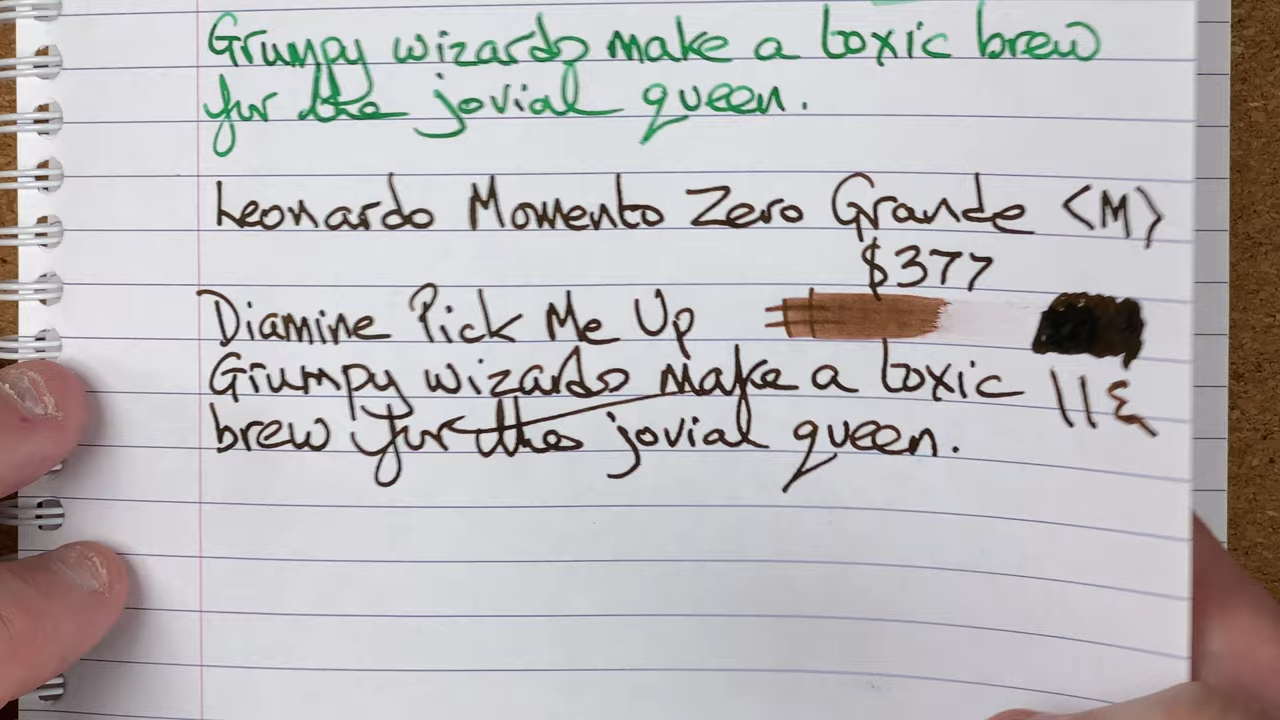 Grumpy wizards make a toxic brew
for the jovial queen.
Leonardo Momento Zero Grande <M>
$377
Diamine Pick Me Up
Grumpy wizards make a toxic
brew for the jovial queen.